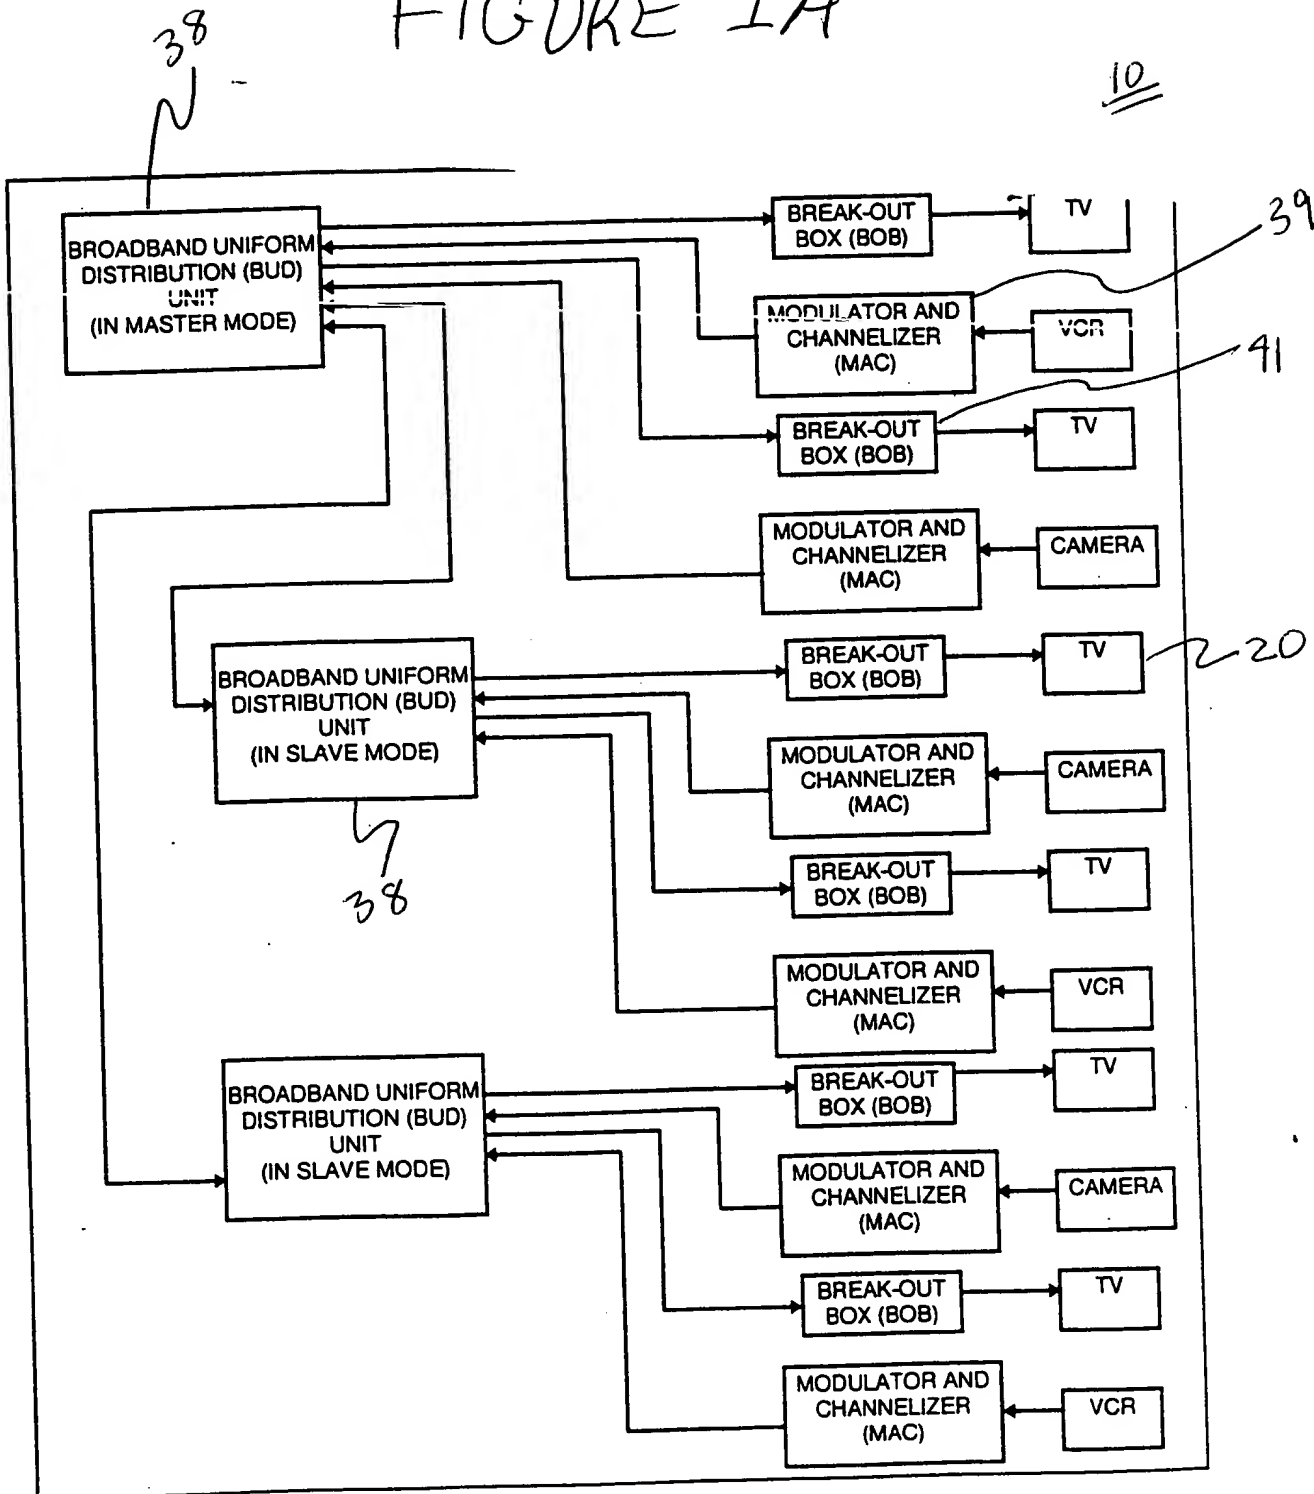 FIGURE 1A
38
10
BROADBAND UNIFORM
DISTRIBUTION (BUD)
UNIT
(IN MASTER MODE)
BREAK-OUT
BOX (BOB)
TV
39
MODULATOR AND
CHANNELIZER
(MAC)
VCR
41
BREAK-OUT
BOX (BOB)
TV
MODULATOR AND
CHANNELIZER
(MAC)
CAMERA
BROADBAND UNIFORM
DISTRIBUTION (BUD)
UNIT
(IN SLAVE MODE)
38
BREAK-OUT
BOX (BOB)
TV
20
MODULATOR AND
CHANNELIZER
(MAC)
CAMERA
BREAK-OUT
BOX (BOB)
TV
MODULATOR AND
CHANNELIZER
(MAC)
VCR
BROADBAND UNIFORM
DISTRIBUTION (BUD)
UNIT
(IN SLAVE MODE)
BREAK-OUT
BOX (BOB)
TV
MODULATOR AND
CHANNELIZER
(MAC)
CAMERA
BREAK-OUT
BOX (BOB)
TV
MODULATOR AND
CHANNELIZER
(MAC)
VCR